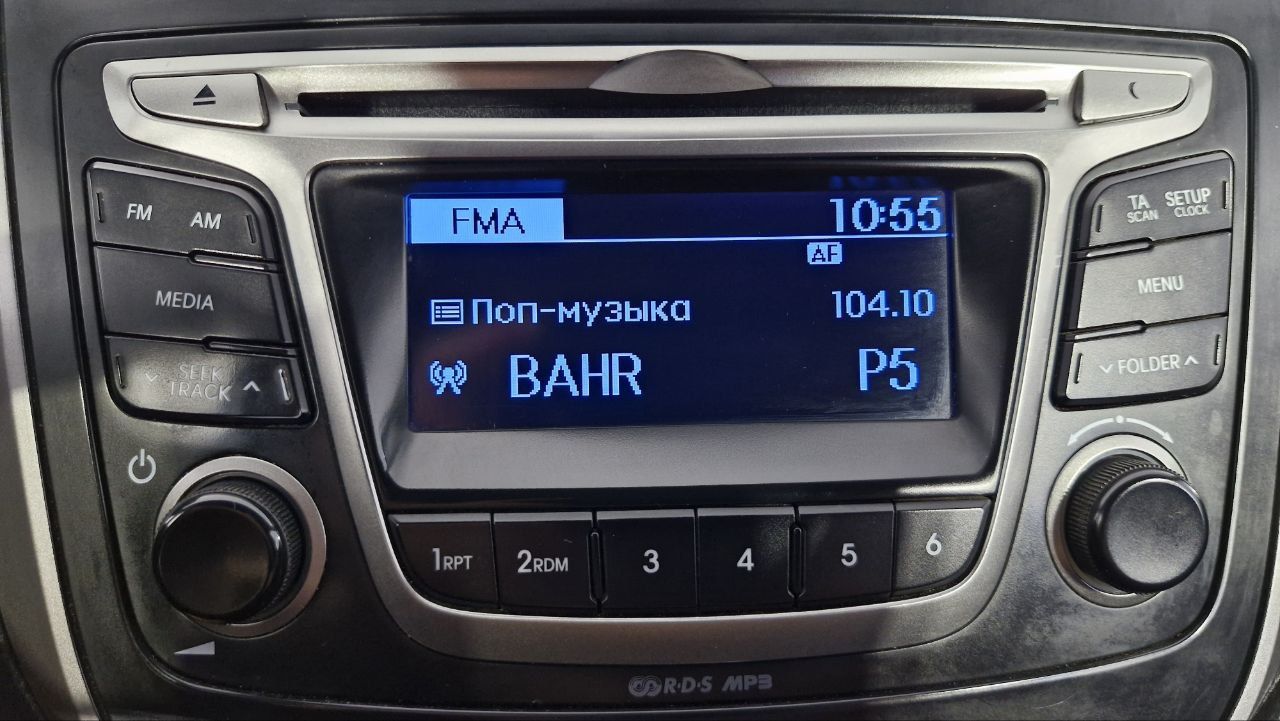 FM AM
MEDIA
SEEK
TRACK
FMA 10:55
AF
Поп-музыка 104.10
BAHR P5
TA SETUP
SCAN CLOCK
MENU
FOLDER
1RPT 2RDM 3 4 5 6
R·D·S MP3